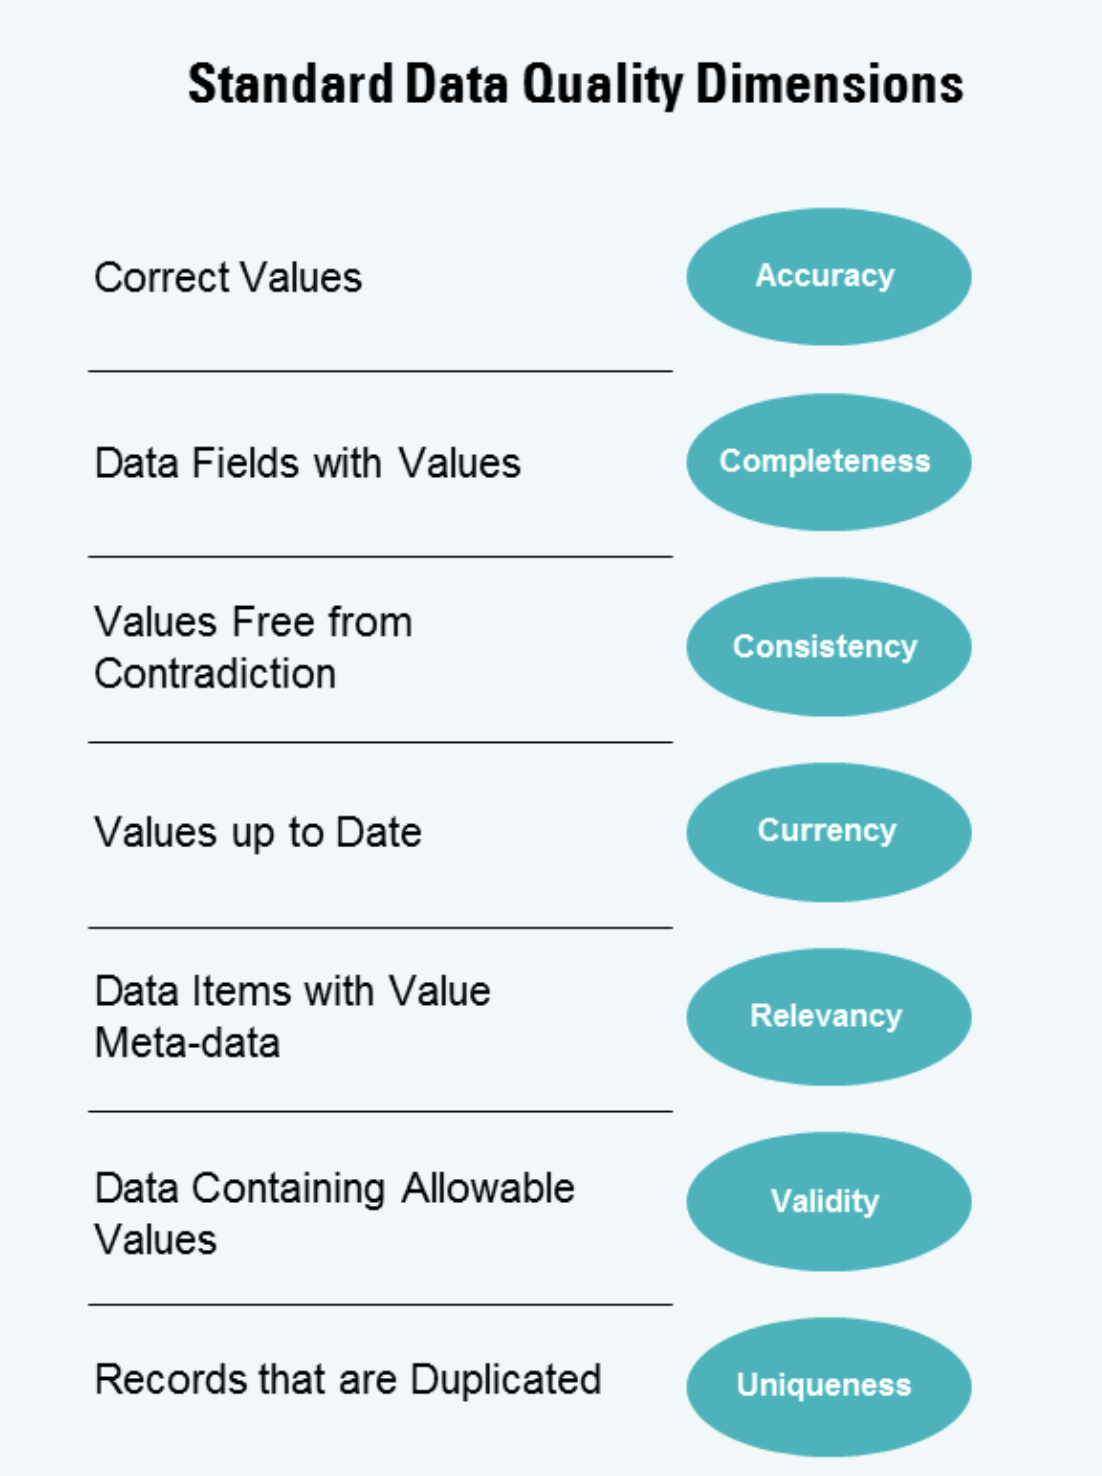 Standard Data Quality Dimensions
Correct Values
Accuracy
Data Fields with Values
Completeness
Values Free from
Contradiction
Consistency
Values up to Date
Currency
Data Items with Value
Meta-data
Relevancy
Data Containing Allowable
Values
Validity
Records that are Duplicated
Uniqueness